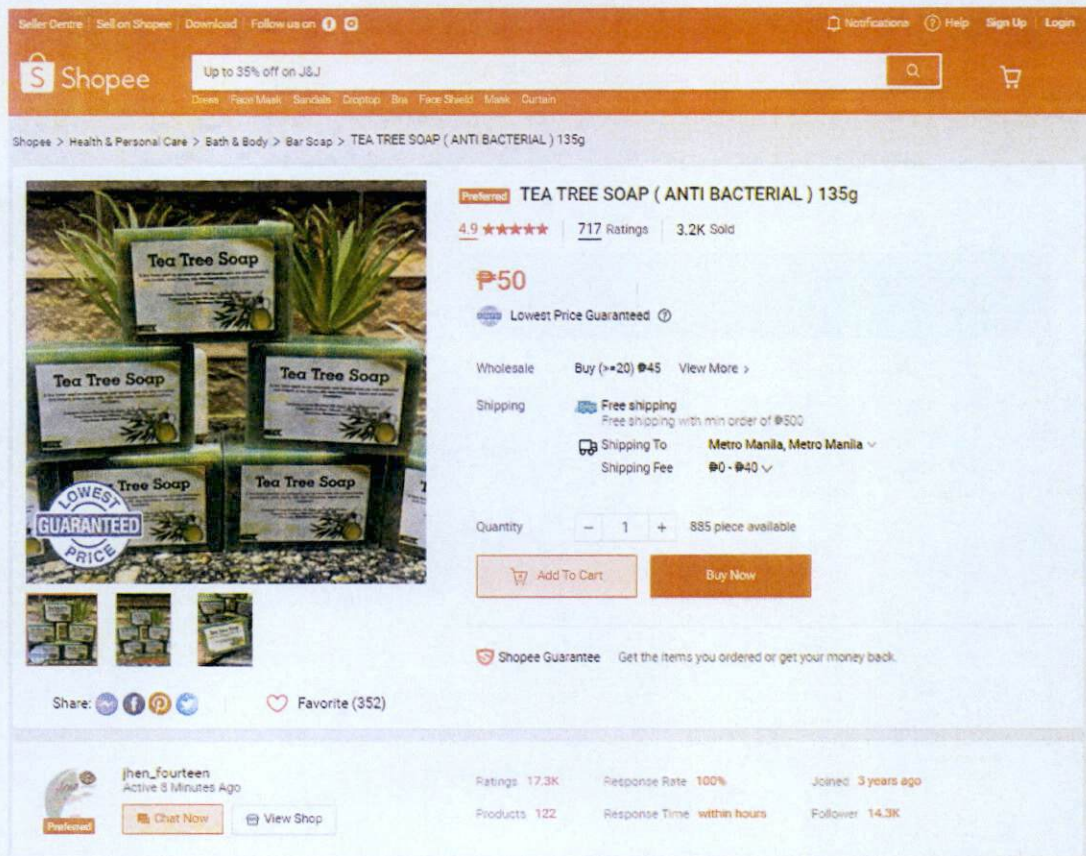 Seller Centre Sell on Shopee Download Follow us on
Notifications Help Sign Up Login
Shopee
Up to 35% off on J&J
Dress Face Mask Sandals Croptop Bra Face Shield Mask Curtain
Shopee > Health & Personal Care > Bath & Body > Bar Soap > TEA TREE SOAP ( ANTI BACTERIAL ) 135g
Tea Tree Soap
Tea Tree Soap
Tea Tree Soap
Tree Soap
Tea Tree Soap
LOWEST
GUARANTEED
PRICE
Preferred TEA TREE SOAP ( ANTI BACTERIAL ) 135g
4.9 717 Ratings 3.2K Sold
₱50
Lowest Price Guaranteed
Wholesale Buy (>=20) ₱45 View More >
Shipping Free shipping
Free shipping with min order of ₱500
Shipping To Metro Manila, Metro Manila
Shipping Fee ₱0 - ₱40
Quantity − 1 + 885 piece available
Add To Cart Buy Now
Shopee Guarantee Get the items you ordered or get your money back.
Share: Favorite (352)
jhen_fourteen
Active 8 Minutes Ago
Preferred
Chat Now View Shop
Ratings 17.3K Response Rate 100% Joined 3 years ago
Products 122 Response Time within hours Follower 14.3K